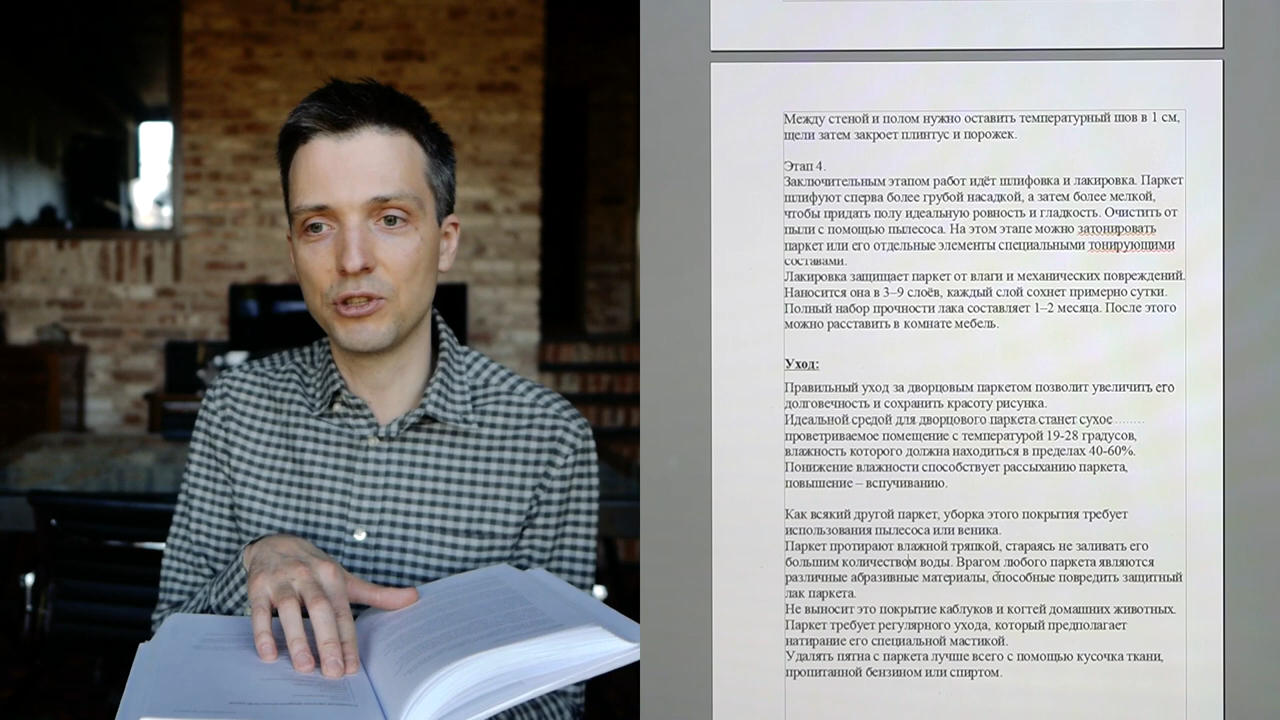 Между стеной и полом нужно оставить температурный шов в 1 см,
щели затем закроет плинтус и порожек.
Этап 4.
Заключительным этапом работ идёт шлифовка и лакировка. Паркет
шлифуют сперва более грубой насадкой, а затем более мелкой,
чтобы придать полу идеальную ровность и гладкость. Очистить от
пыли с помощью пылесоса. На этом этапе можно затонировать
паркет или его отдельные элементы специальными тонирующими
составами.
Лакировка защищает паркет от влаги и механических повреждений.
Наносится она в 3–9 слоёв, каждый слой сохнет примерно сутки.
Полный набор прочности лака составляет 1–2 месяца. После этого
можно расставить в комнате мебель.
Уход:
Правильный уход за дворцовым паркетом позволит увеличить его
долговечность и сохранить красоту рисунка.
Идеальной средой для дворцового паркета станет сухое
проветриваемое помещение с температурой 19-28 градусов,
влажность которого должна находиться в пределах 40-60%.
Понижение влажности способствует рассыханию паркета,
повышение – вспучиванию.
Как всякий другой паркет, уборка этого покрытия требует
использования пылесоса или веника.
Паркет протирают влажной тряпкой, стараясь не заливать его
большим количеством воды. Врагом любого паркета являются
различные абразивные материалы, способные повредить защитный
лак паркета.
Не выносит это покрытие каблуков и когтей домашних животных.
Паркет требует регулярного ухода, который предполагает
натирание его специальной мастикой.
Удалять пятна с паркета лучше всего с помощью кусочка ткани,
пропитанной бензином или спиртом.